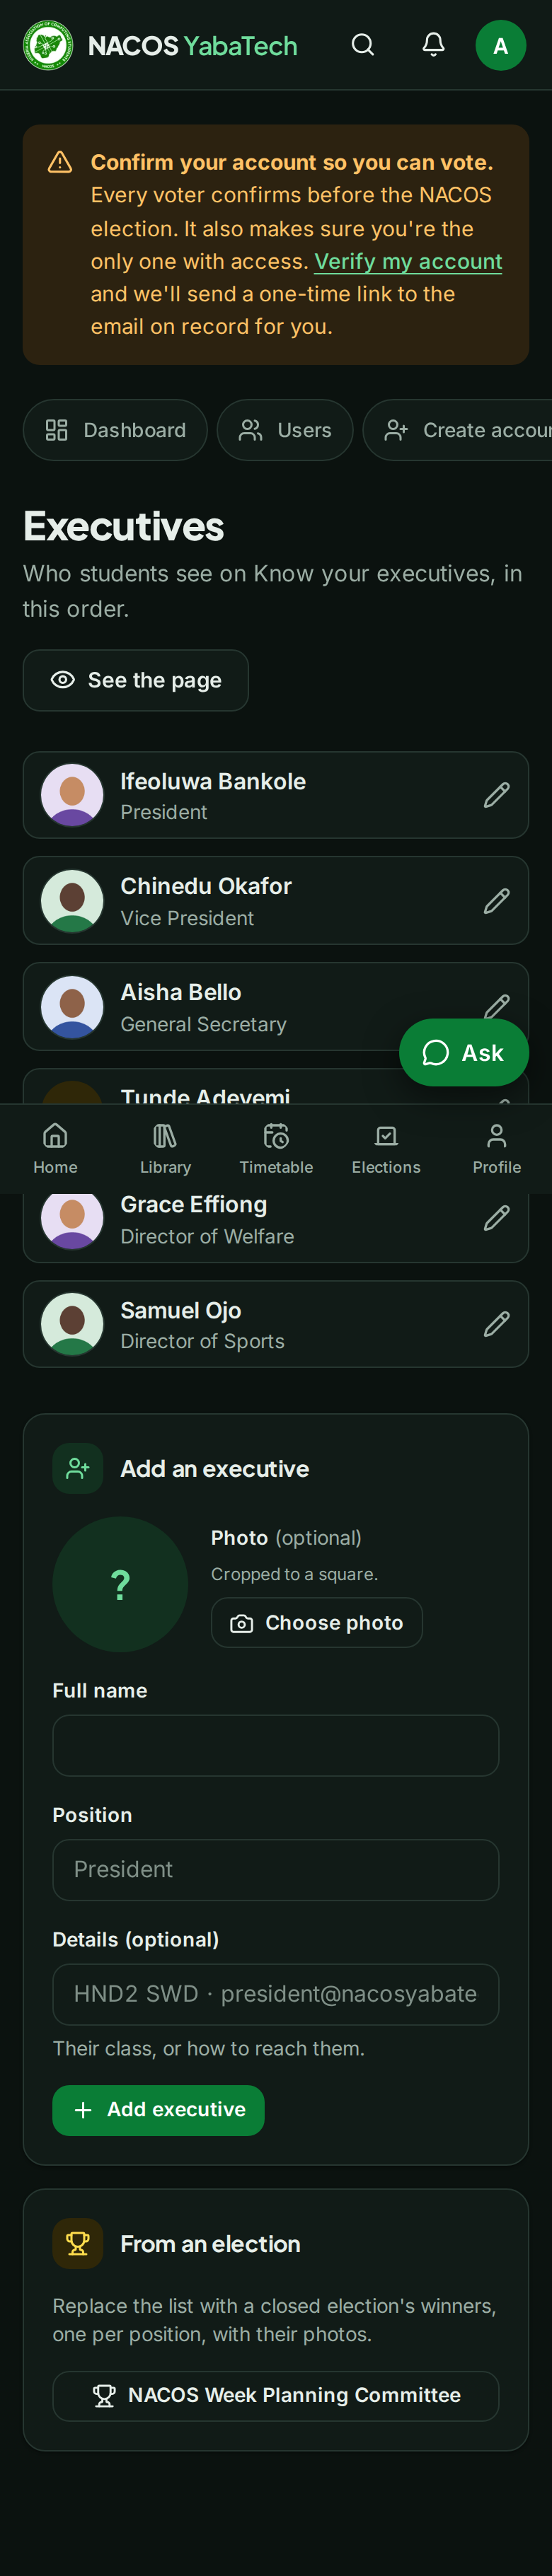 NACOS YabaTech
A
Confirm your account so you can vote.
Every voter confirms before the NACOS
election. It also makes sure you're the
only one with access. Verify my account
and we'll send a one-time link to the
email on record for you.
Dashboard
Users
Create accoun
Executives
Who students see on Know your executives, in
this order.
See the page
Ifeoluwa Bankole
President
Chinedu Okafor
Vice President
Aisha Bello
General Secretary
Ask
Tunde Adeyemi
Home
Library
Timetable
Elections
Profile
Grace Effiong
Director of Welfare
Samuel Ojo
Director of Sports
Add an executive
?
Photo (optional)
Cropped to a square.
Choose photo
Full name
Position
President
Details (optional)
HND2 SWD · president@nacosyabate
Their class, or how to reach them.
Add executive
From an election
Replace the list with a closed election's winners,
one per position, with their photos.
NACOS Week Planning Committee